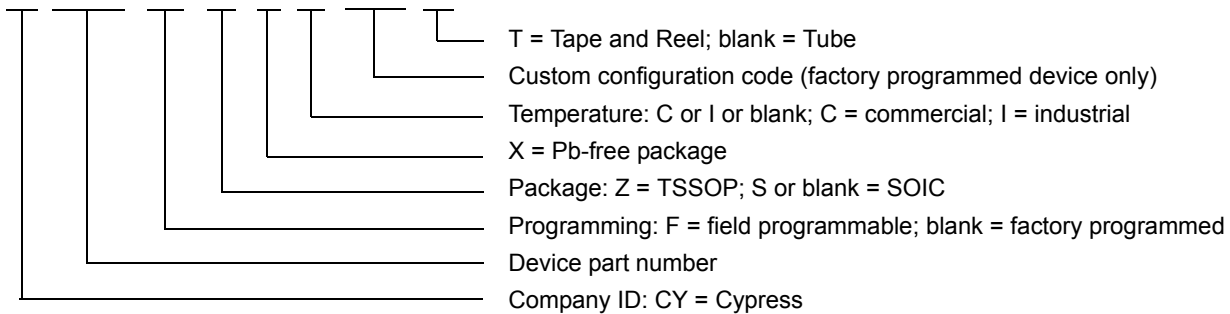 T = Tape and Reel; blank = Tube
Custom configuration code (factory programmed device only)
Temperature: C or I or blank; C = commercial; I = industrial
X = Pb-free package
Package: Z = TSSOP; S or blank = SOIC
Programming: F = field programmable; blank = factory programmed
Device part number
Company ID: CY = Cypress